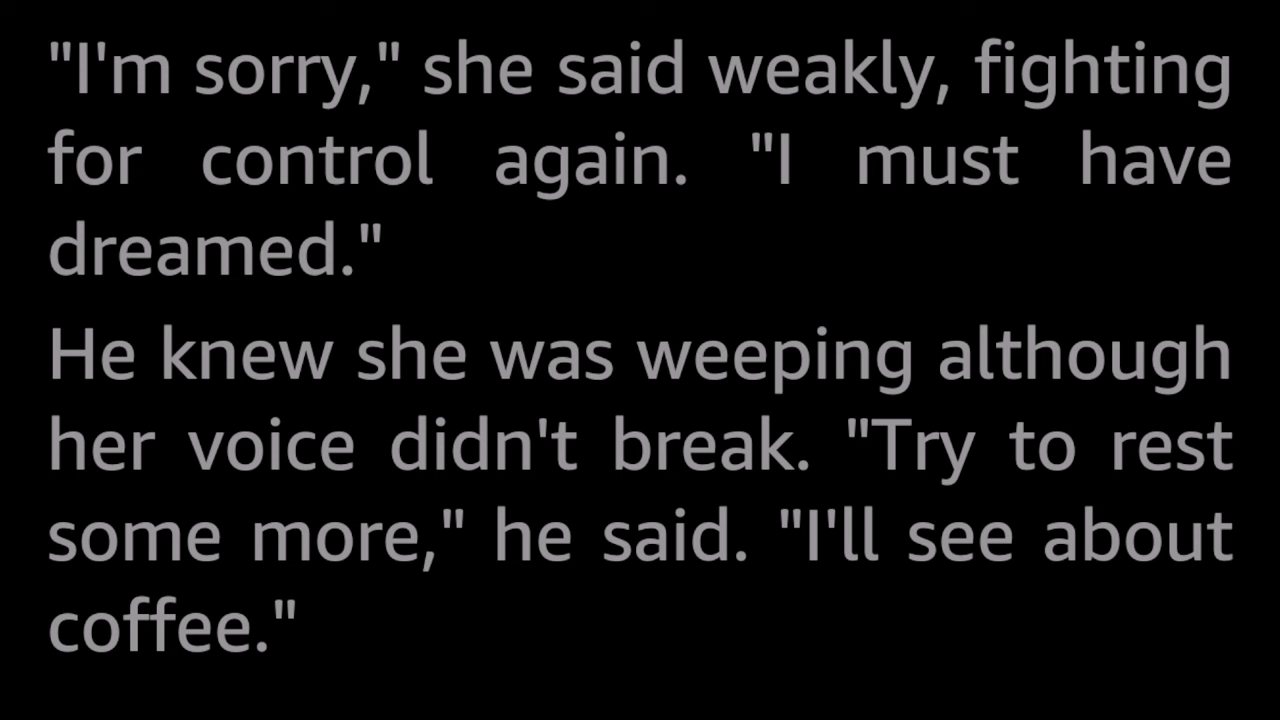 "I'm sorry," she said weakly, fighting
for control again. "I must have
dreamed."
He knew she was weeping although
her voice didn't break. "Try to rest
some more," he said. "I'll see about
coffee."